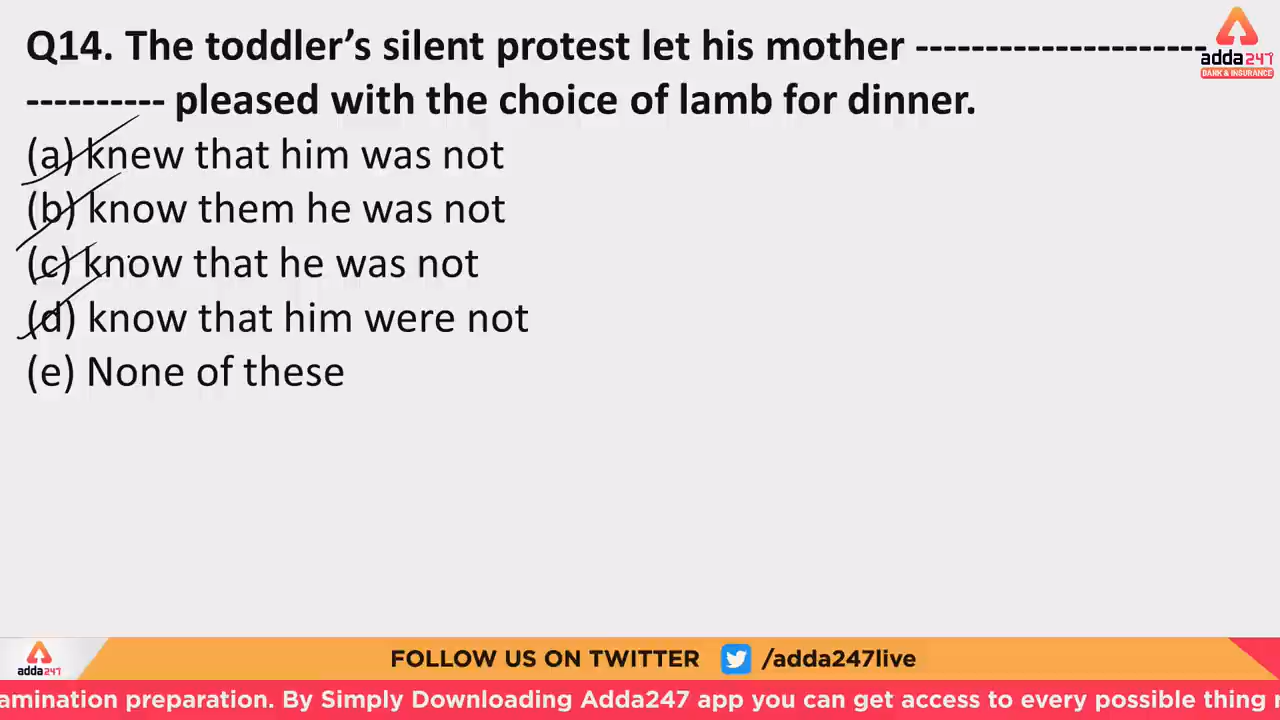 Q14. The toddler’s silent protest let his mother ---------------------
---------- pleased with the choice of lamb for dinner.
(a) knew that him was not
(b) know them he was not
(c) know that he was not
(d) know that him were not
(e) None of these
adda247
BANK & INSURANCE
adda247
FOLLOW US ON TWITTER /adda247live
amination preparation. By Simply Downloading Adda247 app you can get access to every possible thing